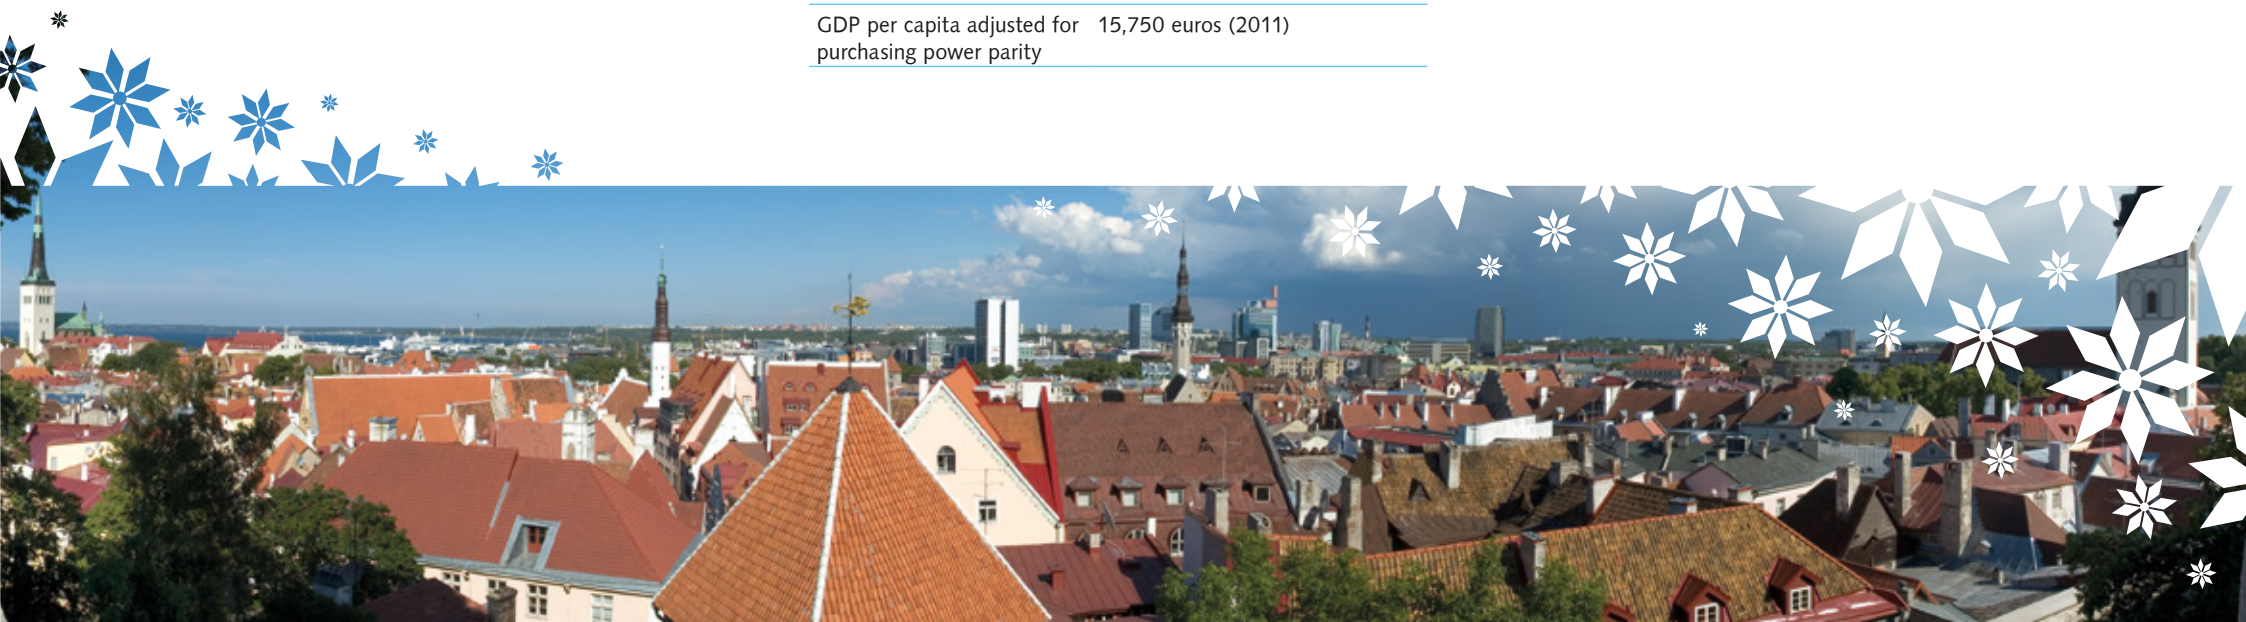 GDP per capita adjusted for 15,750 euros (2011)
purchasing power parity